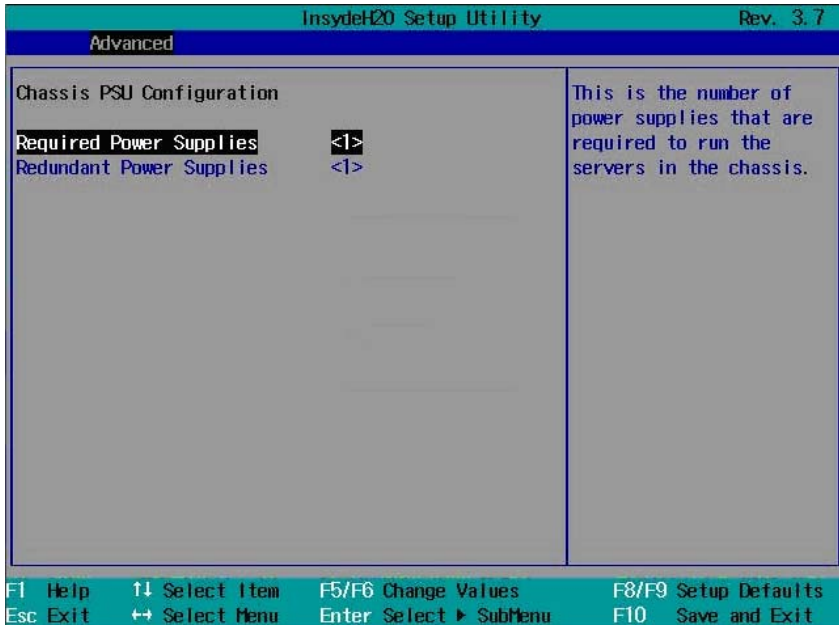 InsydeH2O Setup Utility Rev. 3.7
Advanced
Chassis PSU Configuration
Required Power Supplies <1>
Redundant Power Supplies <1>
This is the number of
power supplies that are
required to run the
servers in the chassis.
F1 Help ↑↓ Select Item F5/F6 Change Values F8/F9 Setup Defaults
Esc Exit ↔ Select Menu Enter Select ▶ SubMenu F10 Save and Exit